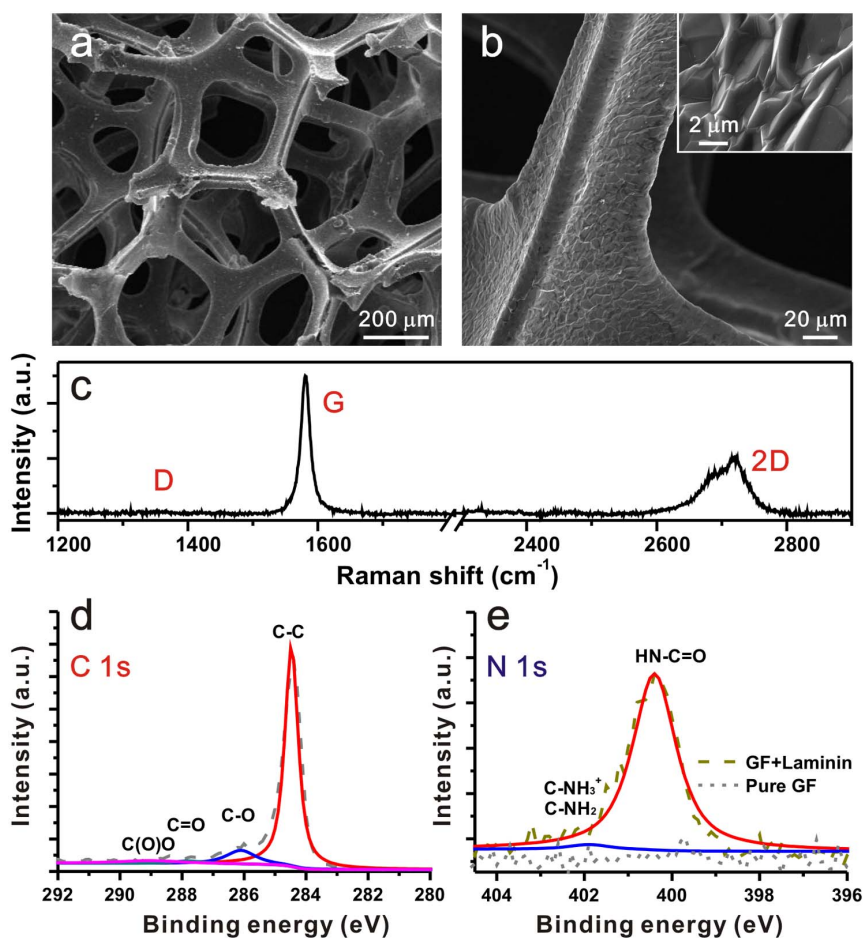 a
200 μm
b
2 μm
20 μm
c
D
G
2D
Intensity (a.u.)
1200 1400 1600 2400 2600 2800
Raman shift (cm⁻¹)
d
C 1s
C-C
C-O
C=O
C(O)O
Intensity (a.u.)
292 290 288 286 284 282 280
Binding energy (eV)
e
N 1s
HN-C=O
C-NH₃⁺
C-NH₂
GF+Laminin
Pure GF
Intensity (a.u.)
404 402 400 398 396
Binding energy (eV)